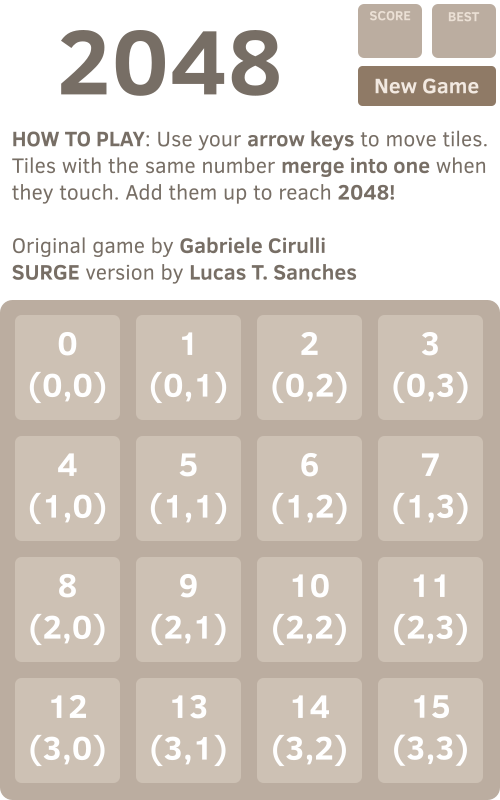 2048
SCORE
BEST
New Game
HOW TO PLAY: Use your arrow keys to move tiles.
Tiles with the same number merge into one when
they touch. Add them up to reach 2048!
Original game by Gabriele Cirulli
SURGE version by Lucas T. Sanches
0 1 2 3
(0,0) (0,1) (0,2) (0,3)
4 5 6 7
(1,0) (1,1) (1,2) (1,3)
8 9 10 11
(2,0) (2,1) (2,2) (2,3)
12 13 14 15
(3,0) (3,1) (3,2) (3,3)